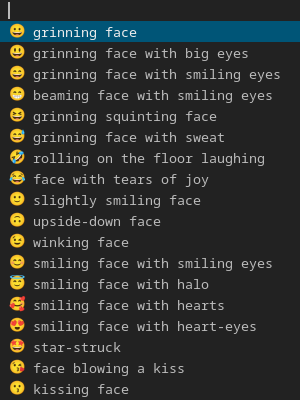 😀 grinning face
😃 grinning face with big eyes
😄 grinning face with smiling eyes
😁 beaming face with smiling eyes
😆 grinning squinting face
😅 grinning face with sweat
🤣 rolling on the floor laughing
😂 face with tears of joy
🙂 slightly smiling face
🙃 upside-down face
😉 winking face
😊 smiling face with smiling eyes
😇 smiling face with halo
🥰 smiling face with hearts
😍 smiling face with heart-eyes
🤩 star-struck
😘 face blowing a kiss
😗 kissing face